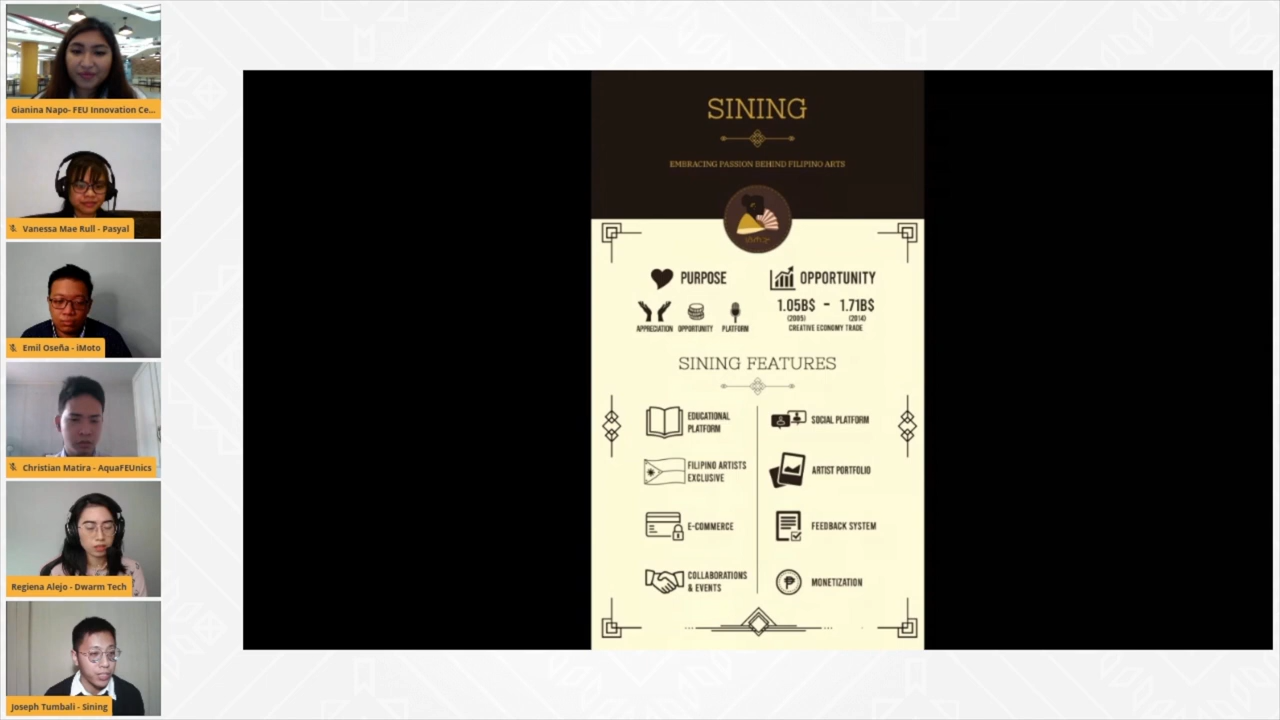 Gianina Napo- FEU Innovation Ce...
Vanessa Mae Rull - Pasyal
Emil Oseña - iMoto
Christian Matira - AquaFEUnics
Regiena Alejo - Dwarm Tech
Joseph Tumbali - Sining
SINING
EMBRACING PASSION BEHIND FILIPINO ARTS
PURPOSE
APPRECIATION OPPORTUNITY PLATFORM
OPPORTUNITY
1.05B$ - 1.71B$
(2005) (2014)
CREATIVE ECONOMY TRADE
SINING FEATURES
EDUCATIONAL
PLATFORM
SOCIAL PLATFORM
FILIPINO ARTISTS
EXCLUSIVE
ARTIST PORTFOLIO
E-COMMERCE
FEEDBACK SYSTEM
COLLABORATIONS
& EVENTS
MONETIZATION